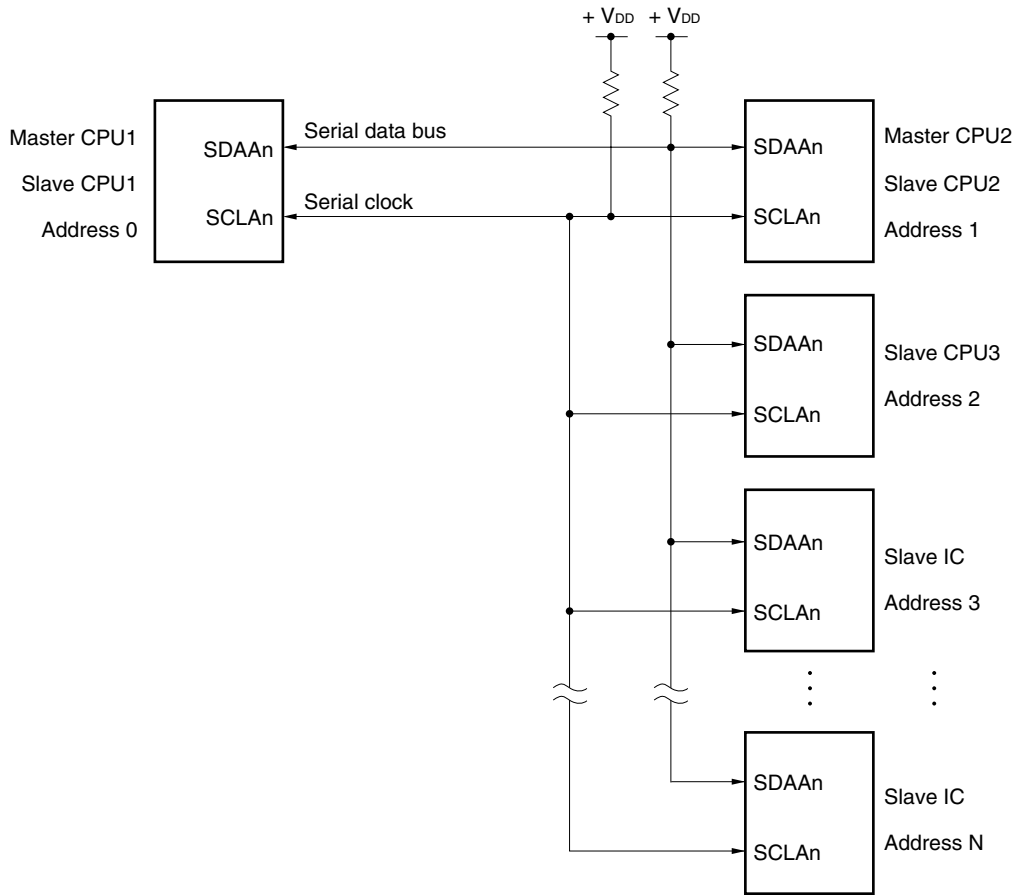 + VDD + VDD
Master CPU1
Slave CPU1
Address 0
SDAAn
SCLAn
Serial data bus
Serial clock
SDAAn
SCLAn
Master CPU2
Slave CPU2
Address 1
SDAAn
SCLAn
Slave CPU3
Address 2
SDAAn
SCLAn
Slave IC
Address 3
SDAAn
SCLAn
Slave IC
Address N